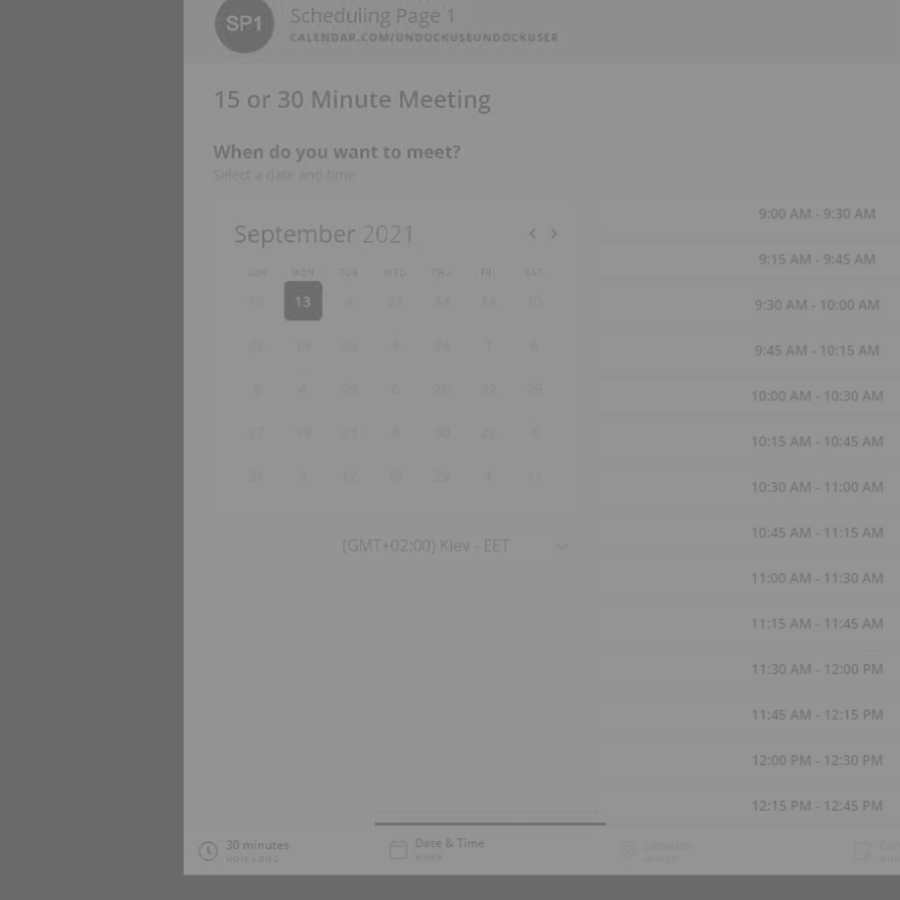 SP1
Scheduling Page 1
CALENDAR.COM/UNDOCKUSEUNDOCKUSER
15 or 30 Minute Meeting
When do you want to meet?
Select a date and time
September 2021
SUN MON TUE WED THU FRI SAT
12 13 4 21 14 14 10
22 19 25 4 24 1 6
8 4 29 6 26 22 29
27 19 23 8 30 22 4
21 9 12 19 29 1 11
(GMT+02:00) Kiev - EET
9:00 AM - 9:30 AM
9:15 AM - 9:45 AM
9:30 AM - 10:00 AM
9:45 AM - 10:15 AM
10:00 AM - 10:30 AM
10:15 AM - 10:45 AM
10:30 AM - 11:00 AM
10:45 AM - 11:15 AM
11:00 AM - 11:30 AM
11:15 AM - 11:45 AM
11:30 AM - 12:00 PM
11:45 AM - 12:15 PM
12:00 PM - 12:30 PM
12:15 PM - 12:45 PM
30 minutes
HOW LONG
Date & Time
WHEN
Location
WHERE